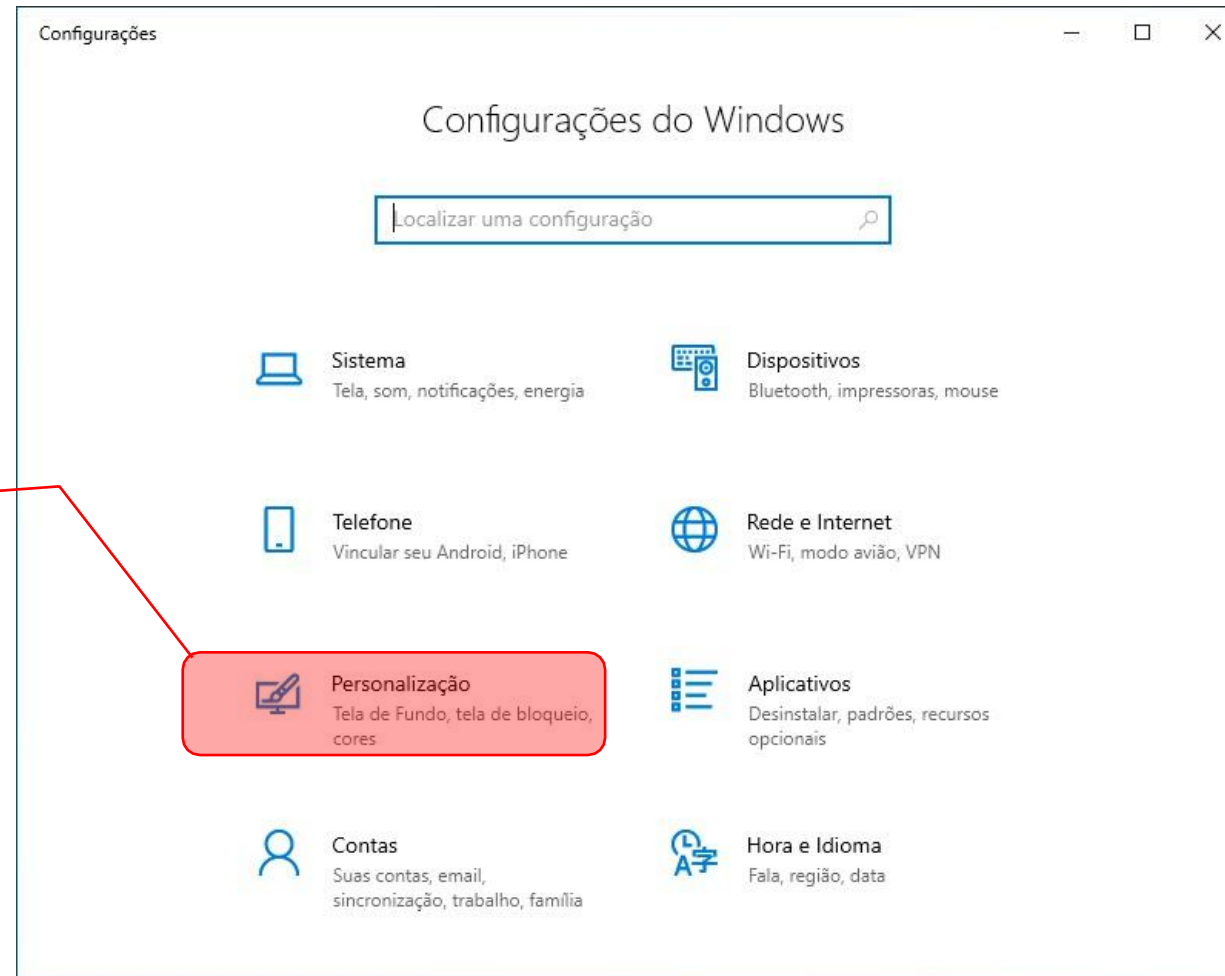 Configurações
Configurações do Windows
Localizar uma configuração
Sistema
Tela, som, notificações, energia
Dispositivos
Bluetooth, impressoras, mouse
Telefone
Vincular seu Android, iPhone
Rede e Internet
Wi-Fi, modo avião, VPN
Personalização
Tela de Fundo, tela de bloqueio,
cores
Aplicativos
Desinstalar, padrões, recursos
opcionais
Contas
Suas contas, email,
sincronização, trabalho, família
Hora e Idioma
Fala, região, data